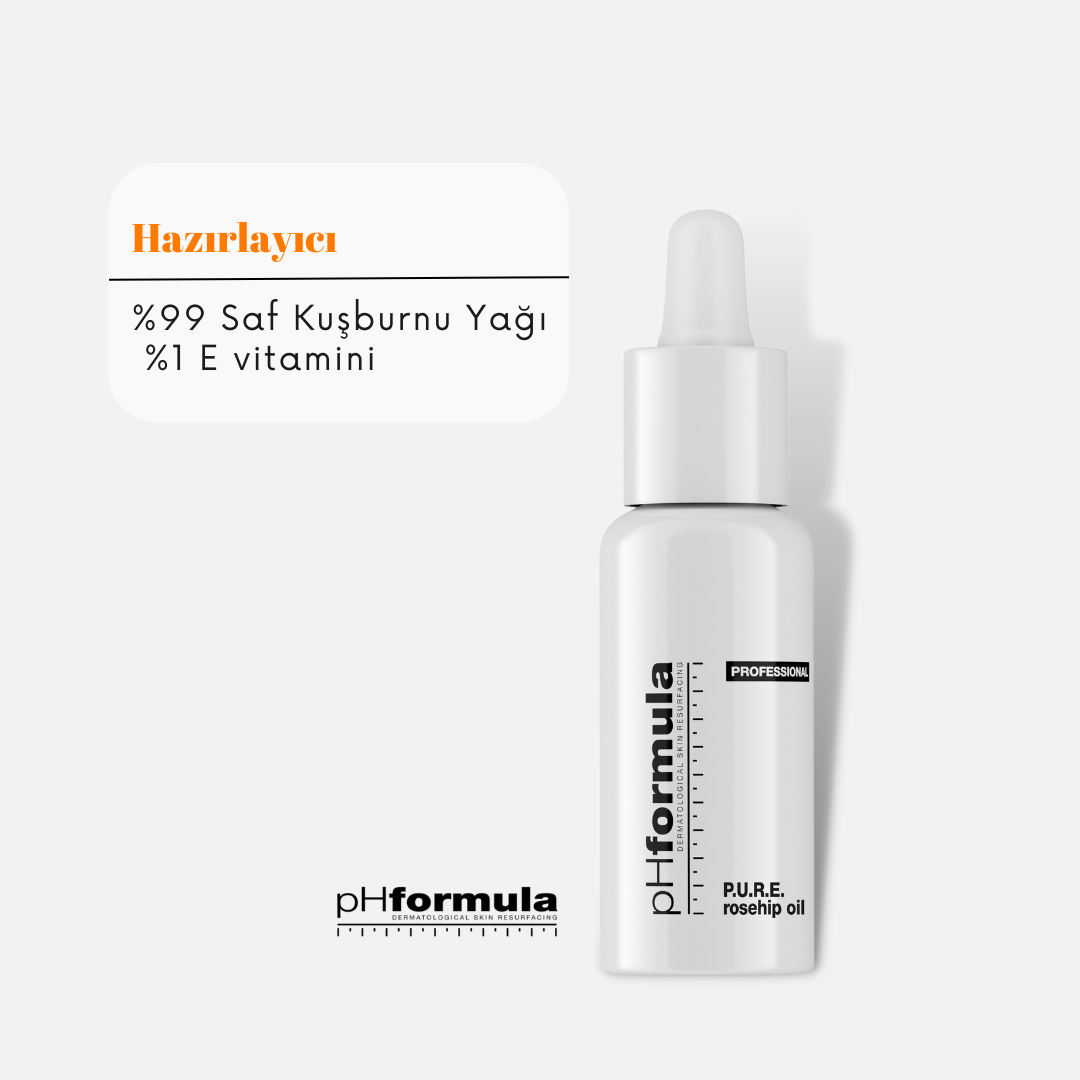 Hazırlayıcı
%99 Saf Kuşburnu Yağı
%1 E vitamini
pHformula
DERMATOLOGICAL SKIN RESURFACING
PROFESSIONAL
P.U.R.E.
rosehip oil
pHformula
DERMATOLOGICAL SKIN RESURFACING